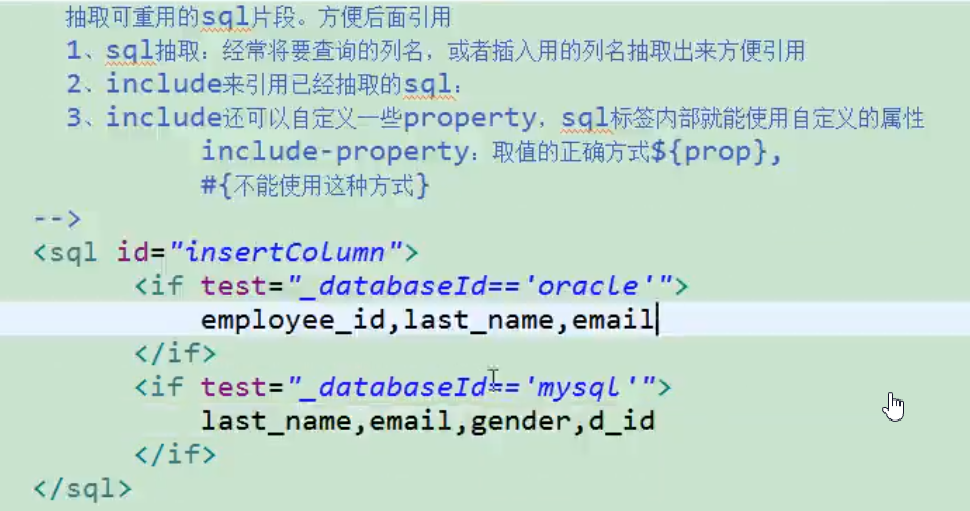 抽取可重用的sql片段。方便后面引用
1、sql抽取：经常将要查询的列名，或者插入用的列名抽取出来方便引用
2、include来引用已经抽取的sql：
3、include还可以自定义一些property，sql标签内部就能使用自定义的属性
include-property：取值的正确方式${prop},
#{不能使用这种方式}
-->
<sql id="insertColumn">
<if test="_databaseId=='oracle'">
employee_id,last_name,email
</if>
<if test="_databaseId=='mysql'">
last_name,email,gender,d_id
</if>
</sql>